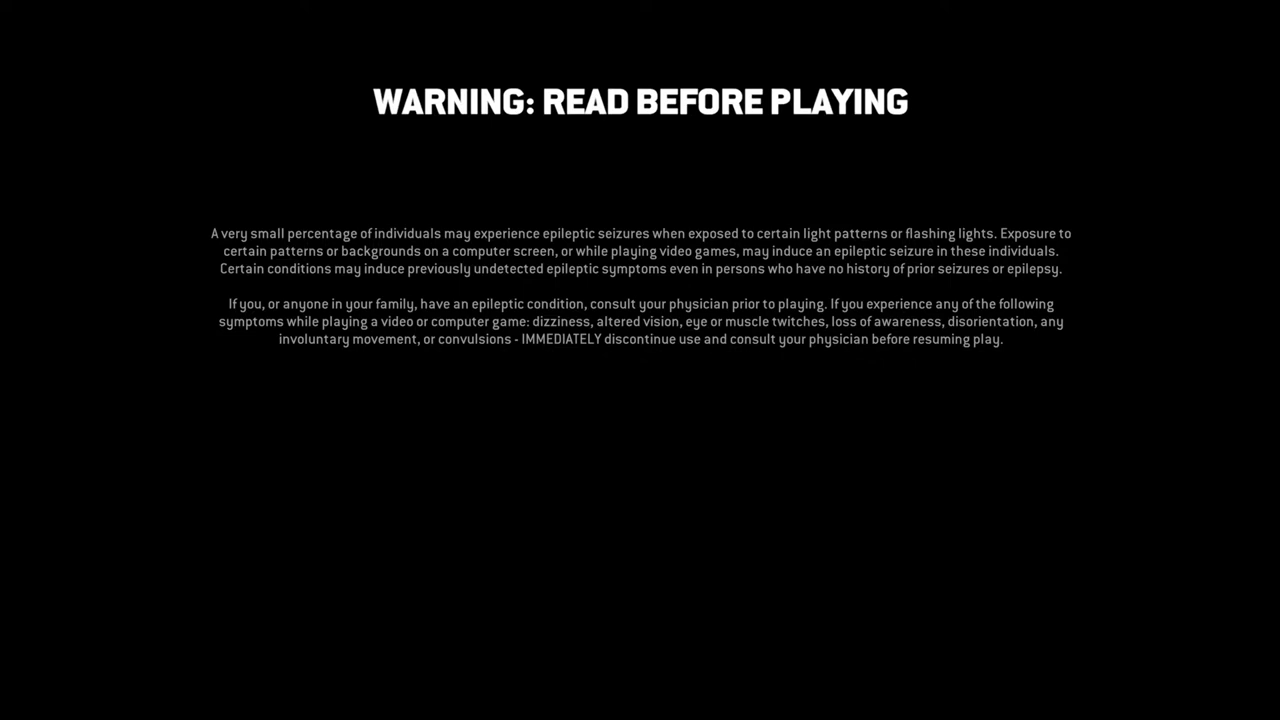 WARNING: READ BEFORE PLAYING
A very small percentage of individuals may experience epileptic seizures when exposed to certain light patterns or flashing lights. Exposure to
certain patterns or backgrounds on a computer screen, or while playing video games, may induce an epileptic seizure in these individuals.
Certain conditions may induce previously undetected epileptic symptoms even in persons who have no history of prior seizures or epilepsy.
If you, or anyone in your family, have an epileptic condition, consult your physician prior to playing. If you experience any of the following
symptoms while playing a video or computer game: dizziness, altered vision, eye or muscle twitches, loss of awareness, disorientation, any
involuntary movement, or convulsions - IMMEDIATELY discontinue use and consult your physician before resuming play.